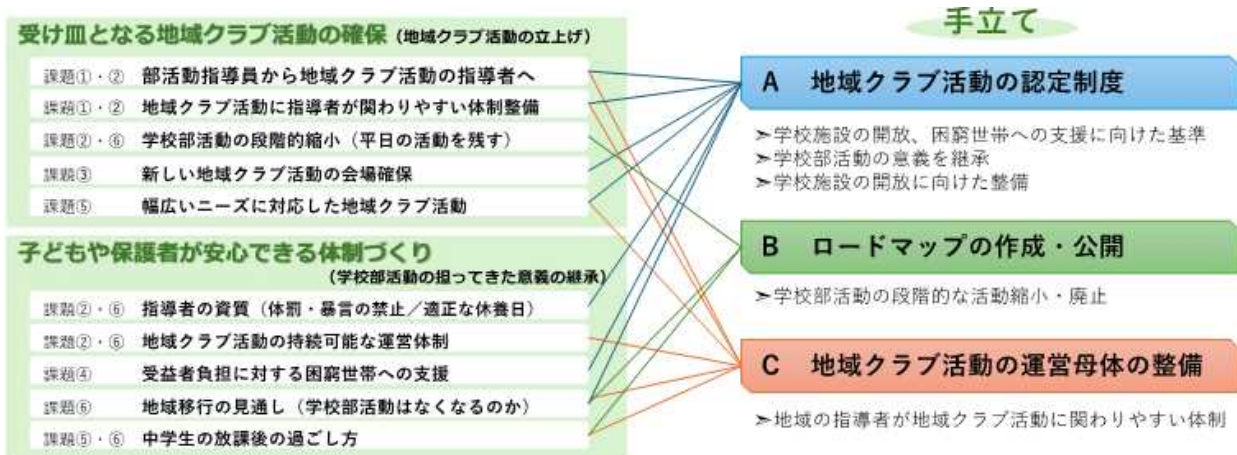 受け皿となる地域クラブ活動の確保（地域クラブ活動の立上げ）
課題①・② 部活動指導員から地域クラブ活動の指導者へ
課題①・② 地域クラブ活動に指導者が関わりやすい体制整備
課題②・⑥ 学校部活動の段階的縮小（平日の活動を残す）
課題③ 新しい地域クラブ活動の会場確保
課題⑤ 幅広いニーズに対応した地域クラブ活動
子どもや保護者が安心できる体制づくり
（学校部活動の担ってきた意義の継承）
課題②・⑥ 指導者の資質（体罰・暴言の禁止／適正な休養日）
課題②・⑥ 地域クラブ活動の持続可能な運営体制
課題④ 受益者負担に対する困窮世帯への支援
課題⑥ 地域移行の見通し（学校部活動はなくなるのか）
課題⑤・⑥ 中学生の放課後の過ごし方
手立て
A 地域クラブ活動の認定制度
➣学校施設の開放、困窮世帯への支援に向けた基準
➣学校部活動の意義を継承
➣学校施設の開放に向けた整備
B ロードマップの作成・公開
➣学校部活動の段階的な活動縮小・廃止
C 地域クラブ活動の運営母体の整備
➣地域の指導者が地域クラブ活動に関わりやすい体制